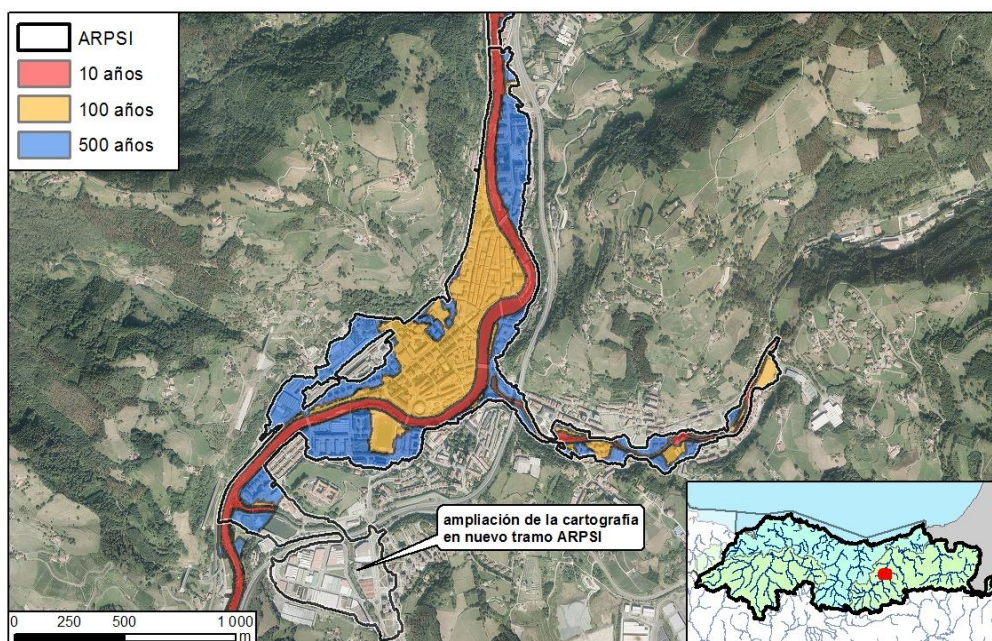 ARPSI
10 años
100 años
500 años
ampliación de la cartografía
en nuevo tramo ARPSI
0 250 500 1 000
m